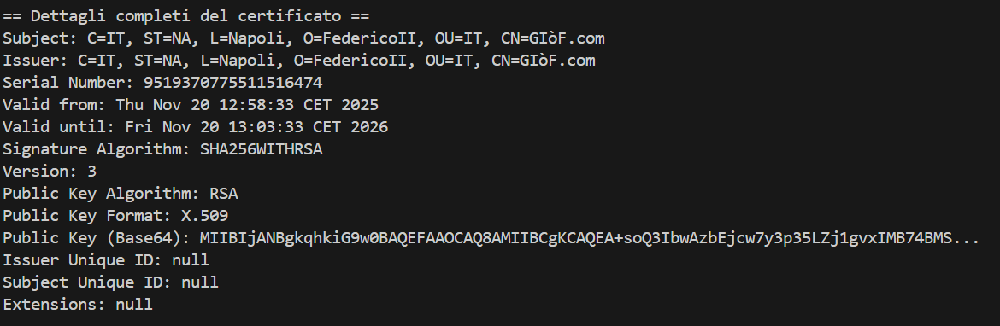 == Dettagli completi del certificato ==
Subject: C=IT, ST=NA, L=Napoli, O=FedericoII, OU=IT, CN=GIòF.com
Issuer: C=IT, ST=NA, L=Napoli, O=FedericoII, OU=IT, CN=GIòF.com
Serial Number: 9519370775511516474
Valid from: Thu Nov 20 12:58:33 CET 2025
Valid until: Fri Nov 20 13:03:33 CET 2026
Signature Algorithm: SHA256WITHRSA
Version: 3
Public Key Algorithm: RSA
Public Key Format: X.509
Public Key (Base64): MIIBIjANBgkqhkiG9w0BAQEFAAOCAQ8AMIIBCgKCAQEA+soQ3IbwAzbEjcw7y3p35LZj1gvxIMB74BMS...
Issuer Unique ID: null
Subject Unique ID: null
Extensions: null